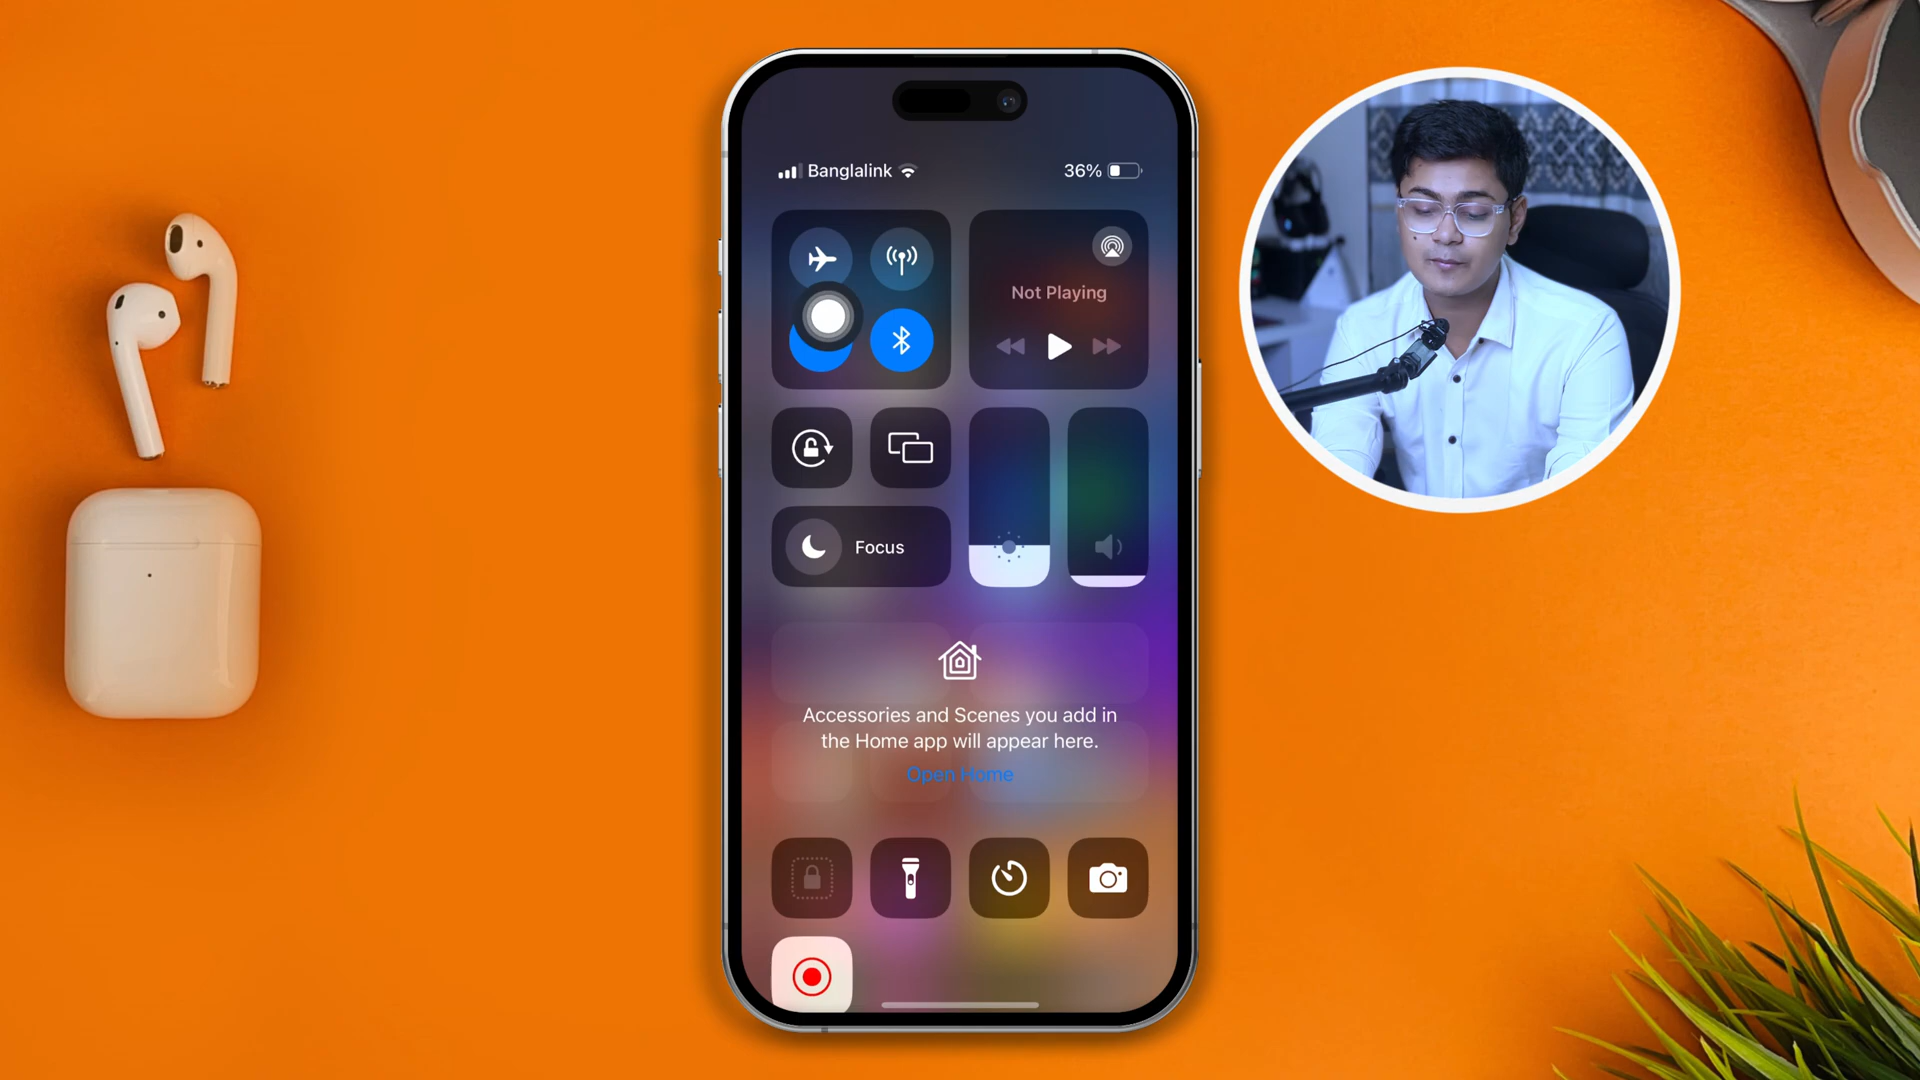 Banglalink
36%
Not Playing
Focus
Accessories and Scenes you add in
the Home app will appear here.
Open Home